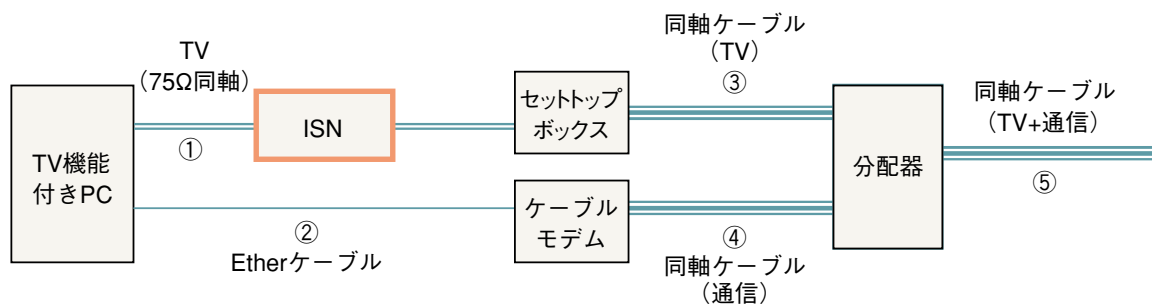 TV
(75Ω同軸)
同軸ケーブル
(TV)
③
ISN
①
TV機能
付きPC
セットトップ
ボックス
ケーブル
モデム
②
Etherケーブル
④
同軸ケーブル
(通信)
分配器
同軸ケーブル
(TV+通信)
⑤